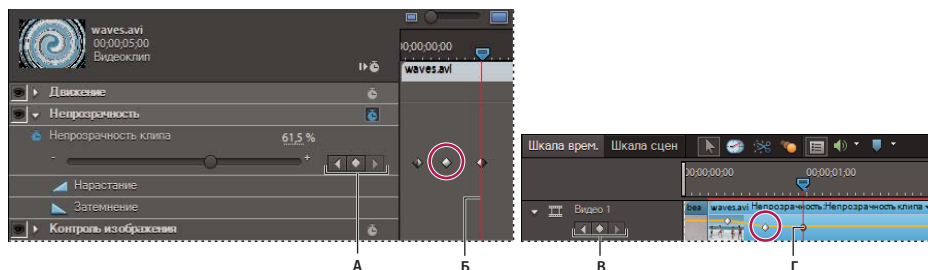 waves.avi
00;00;05;00
Видеоклип
00;00;00;00
waves.avi
Движение
Непрозрачность
Непрозрачность клипа 61,5 %
- +
Нарастание
Затемнение
Контроль изображения
Шкала врем. Шкала сцен
00;00;00;00 00;00;01;00
Видео 1
bea waves.avi Непрозрачность:Непрозрачность клипа
А Б В Г